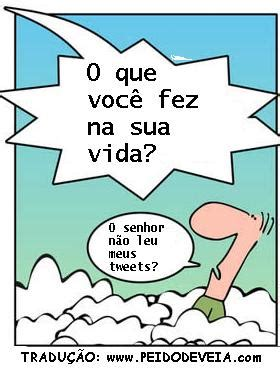 O que
você fez
na sua
vida?
O senhor
não leu
meus
tweets?
TRADUÇÃO: www.PEIDODEVEIA.com